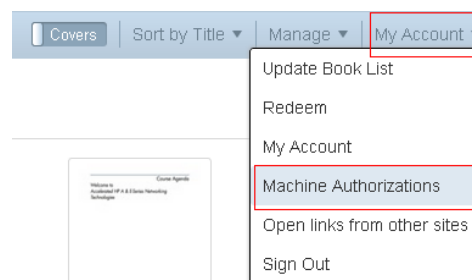 Covers Sort by Title ▼ Manage ▼ My Account
Update Book List
Redeem
My Account
Machine Authorizations
Open links from other sites
Sign Out
Course Agenda
Welcome to
Accelerated HP A & E Series Networking
Technologies